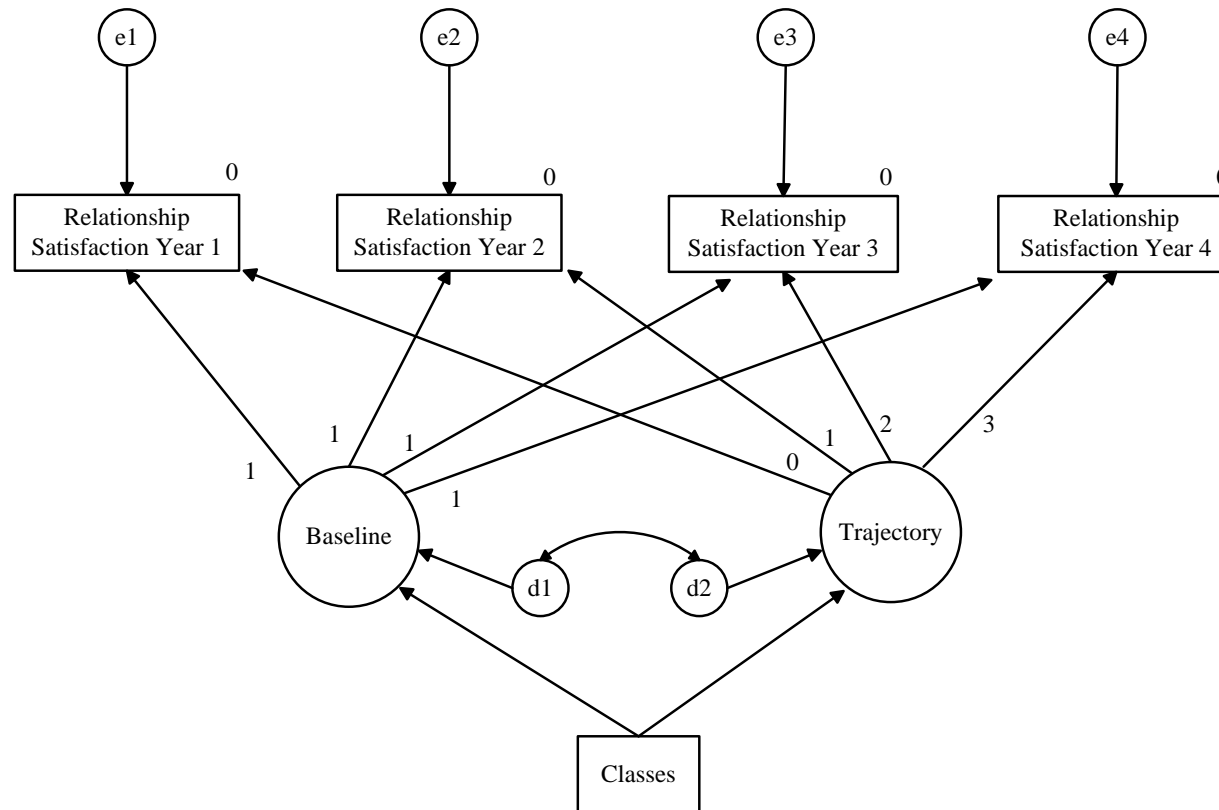 e1
e2
e3
e4
0
0
0
0
Relationship
Satisfaction Year 1
Relationship
Satisfaction Year 2
Relationship
Satisfaction Year 3
Relationship
Satisfaction Year 4
1
1
1
1
0
1
2
3
Baseline
Trajectory
d1
d2
Classes